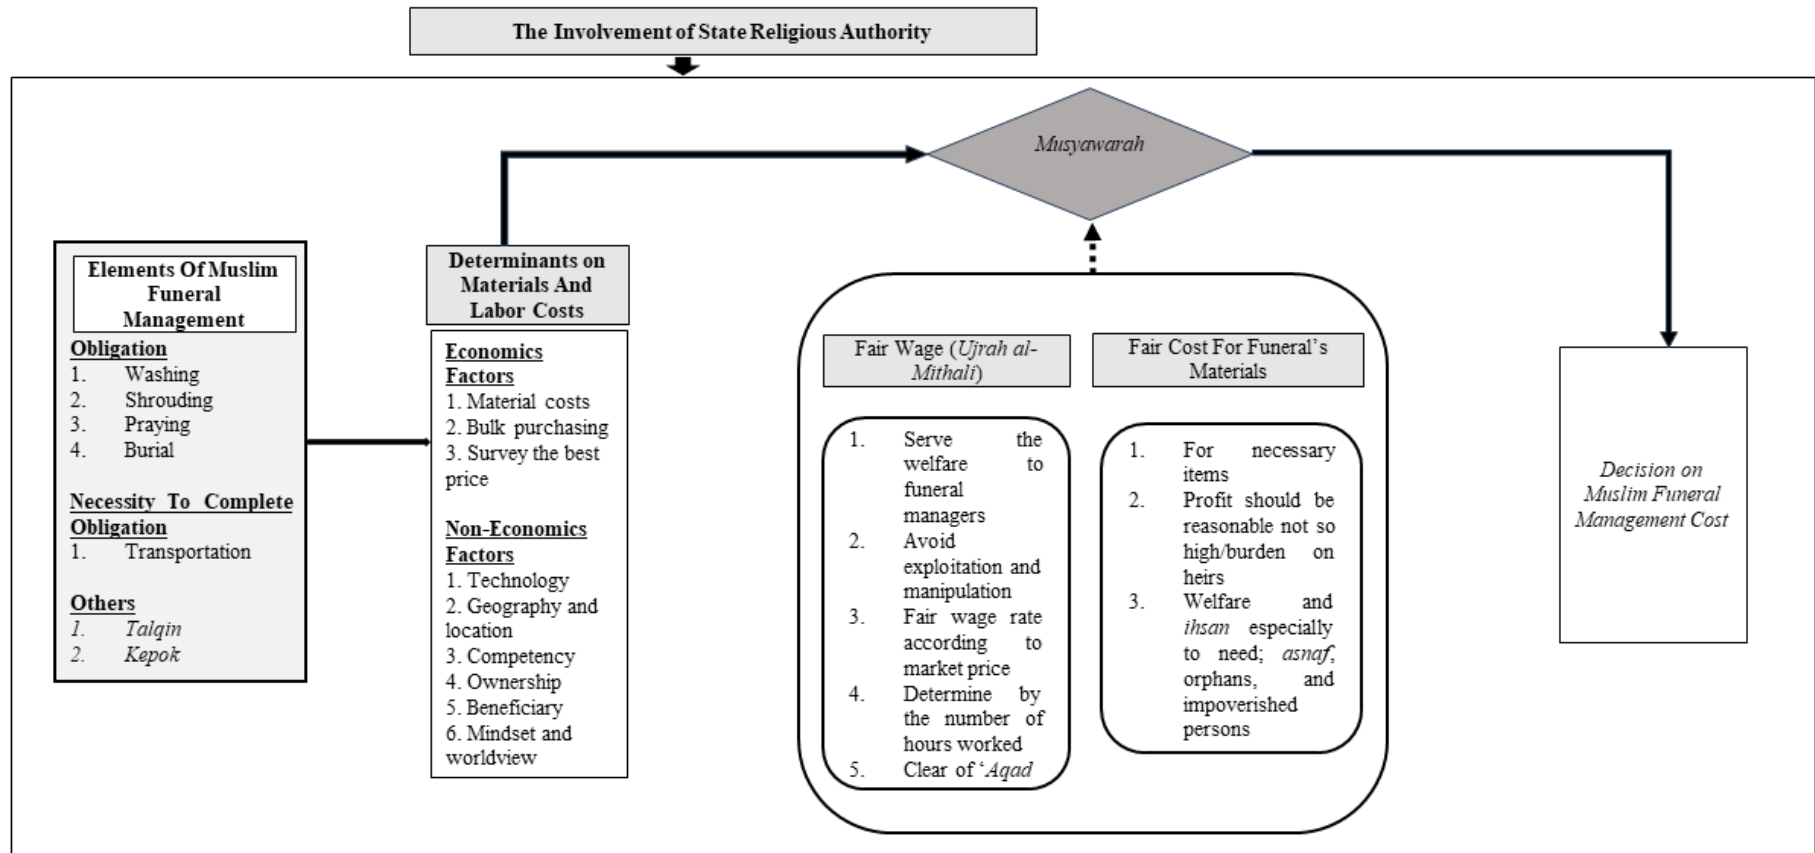 The Involvement of State Religious Authority
Musyawarah
Elements Of Muslim
Funeral
Management
Obligation
1. Washing
2. Shrouding
3. Praying
4. Burial
Necessity To Complete
Obligation
1. Transportation
Others
1. Talqin
2. Kepok
Determinants on
Materials And
Labor Costs
Economics
Factors
1. Material costs
2. Bulk purchasing
3. Survey the best
price
Non-Economics
Factors
1. Technology
2. Geography and
location
3. Competency
4. Ownership
5. Beneficiary
6. Mindset and
worldview
Fair Wage (Ujrah al-
Mithali)
1. Serve the
welfare to
funeral
managers
2. Avoid
exploitation and
manipulation
3. Fair wage rate
according to
market price
4. Determine by
the number of
hours worked
5. Clear of ‘Aqad
Fair Cost For Funeral’s
Materials
1. For necessary
items
2. Profit should be
reasonable not so
high/burden on
heirs
3. Welfare and
ihsan especially
to need; asnaf,
orphans, and
impoverished
persons
Decision on
Muslim Funeral
Management Cost